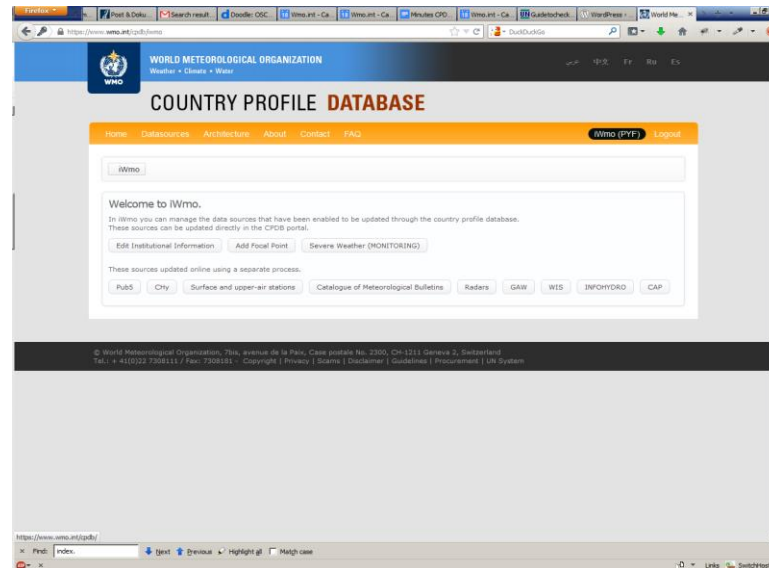 Firefox
Post & Doku...
Search result...
Doodle: OSC...
Wmo.int - Ca...
Wmo.int - Ca...
Minutes CPD...
Wmo.int - Ca...
Guidetocheck...
WordPress ›...
World Me...
https://www.wmo.int/cpdb/iwmo
DuckDuckGo
WMO
WORLD METEOROLOGICAL ORGANIZATION
Weather • Climate • Water
عربي 中文 Fr Ru Es
COUNTRY PROFILE DATABASE
Home Datasources Architecture About Contact FAQ iWmo (PYF) Logout
iWmo
Welcome to iWmo.
In iWmo you can manage the data sources that have been enabled to be updated through the country profile database.
These sources can be updated directly in the CPDB portal.
Edit Institutional Information Add Focal Point Severe Weather (MONITORING)
These sources updated online using a separate process.
Pub5 CHy Surface and upper-air stations Catalogue of Meteorological Bulletins Radars GAW WIS INFOHYDRO CAP
© World Meteorological Organization, 7bis, avenue de la Paix, Case postale No. 2300, CH-1211 Geneva 2, Switzerland
Tel.: + 41(0)22 7308111 / Fax: 7308181 - Copyright | Privacy | Scams | Disclaimer | Guidelines | Procurement | UN System
https://www.wmo.int/cpdb/
× Find: index. Next Previous Highlight all Match case
Links SwitchHost